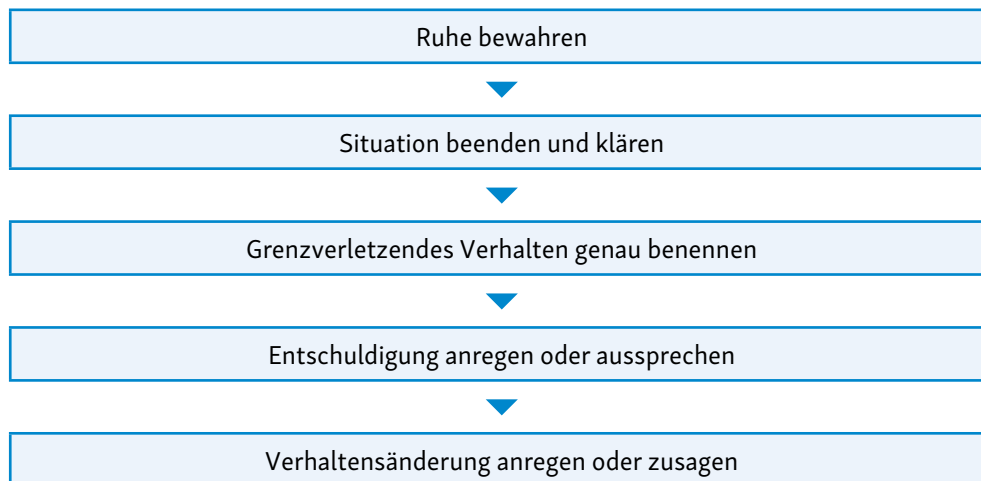 Ruhe bewahren
Situation beenden und klären
Grenzverletzendes Verhalten genau benennen
Entschuldigung anregen oder aussprechen
Verhaltensänderung anregen oder zusagen